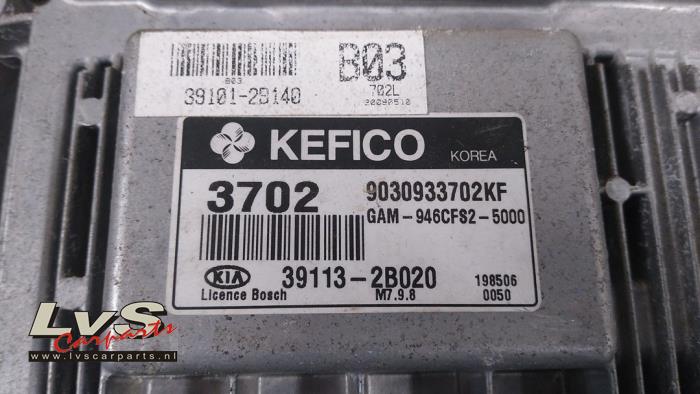 B03
B03
39101-2B140
702L
20090510
KEFICO
KOREA
3702
9030933702KF
GAM-946CFS2-5000
KIA
39113-2B020
198506
Licence Bosch
M7.9.8
0050
LvS
Carparts
www.lvscarparts.nl